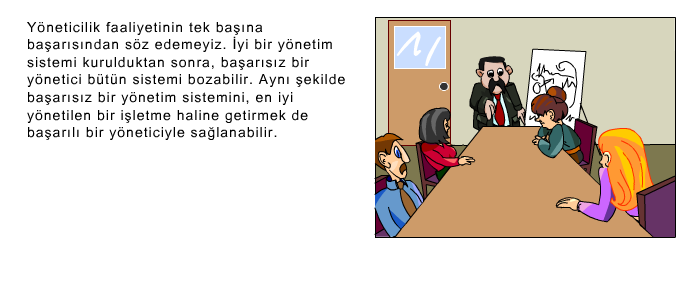 Yöneticilik faaliyetinin tek başına
başarısından söz edemeyiz. İyi bir yönetim
sistemi kurulduktan sonra, başarısız bir
yönetici bütün sistemi bozabilir. Aynı şekilde
başarısız bir yönetim sistemini, en iyi
yönetilen bir işletme haline getirmek de
başarılı bir yöneticiyle sağlanabilir.